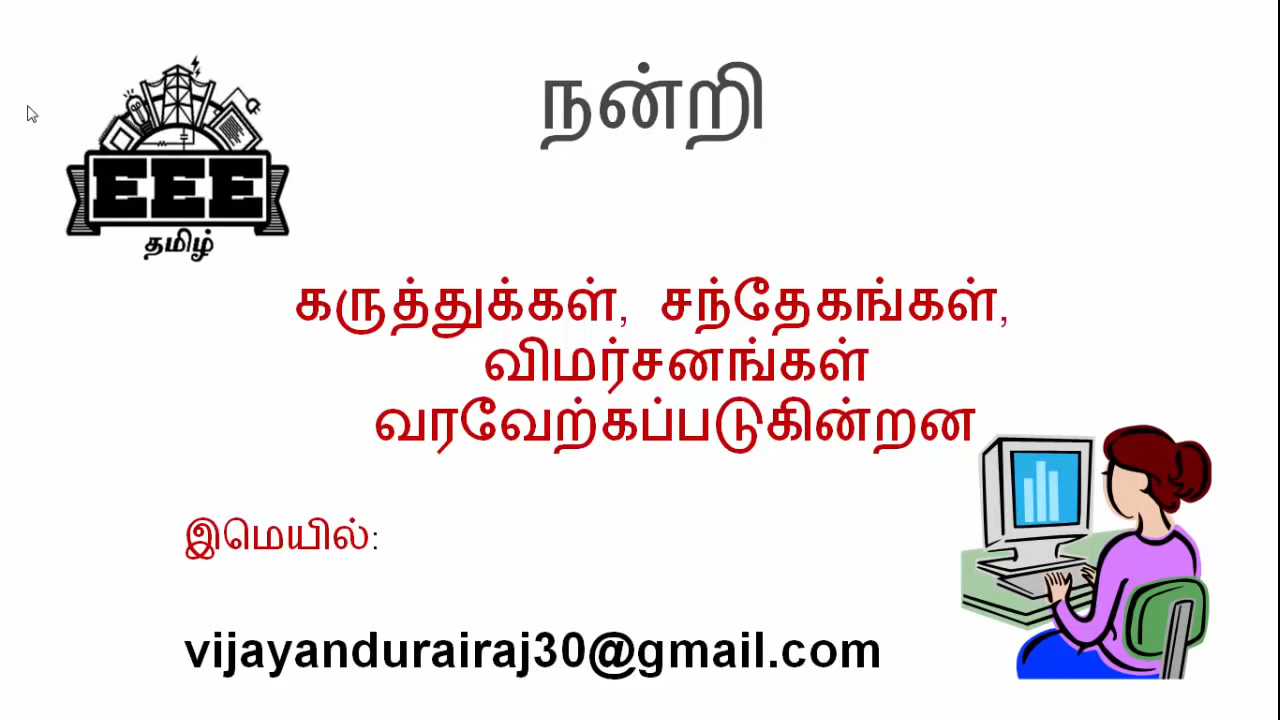 நன்றி
EEE
தமிழ்
கருத்துக்கள், சந்தேகங்கள்,
விமர்சனங்கள்
வரவேற்கப்படுகின்றன
இமெயில்:
vijayandurairaj30@gmail.com